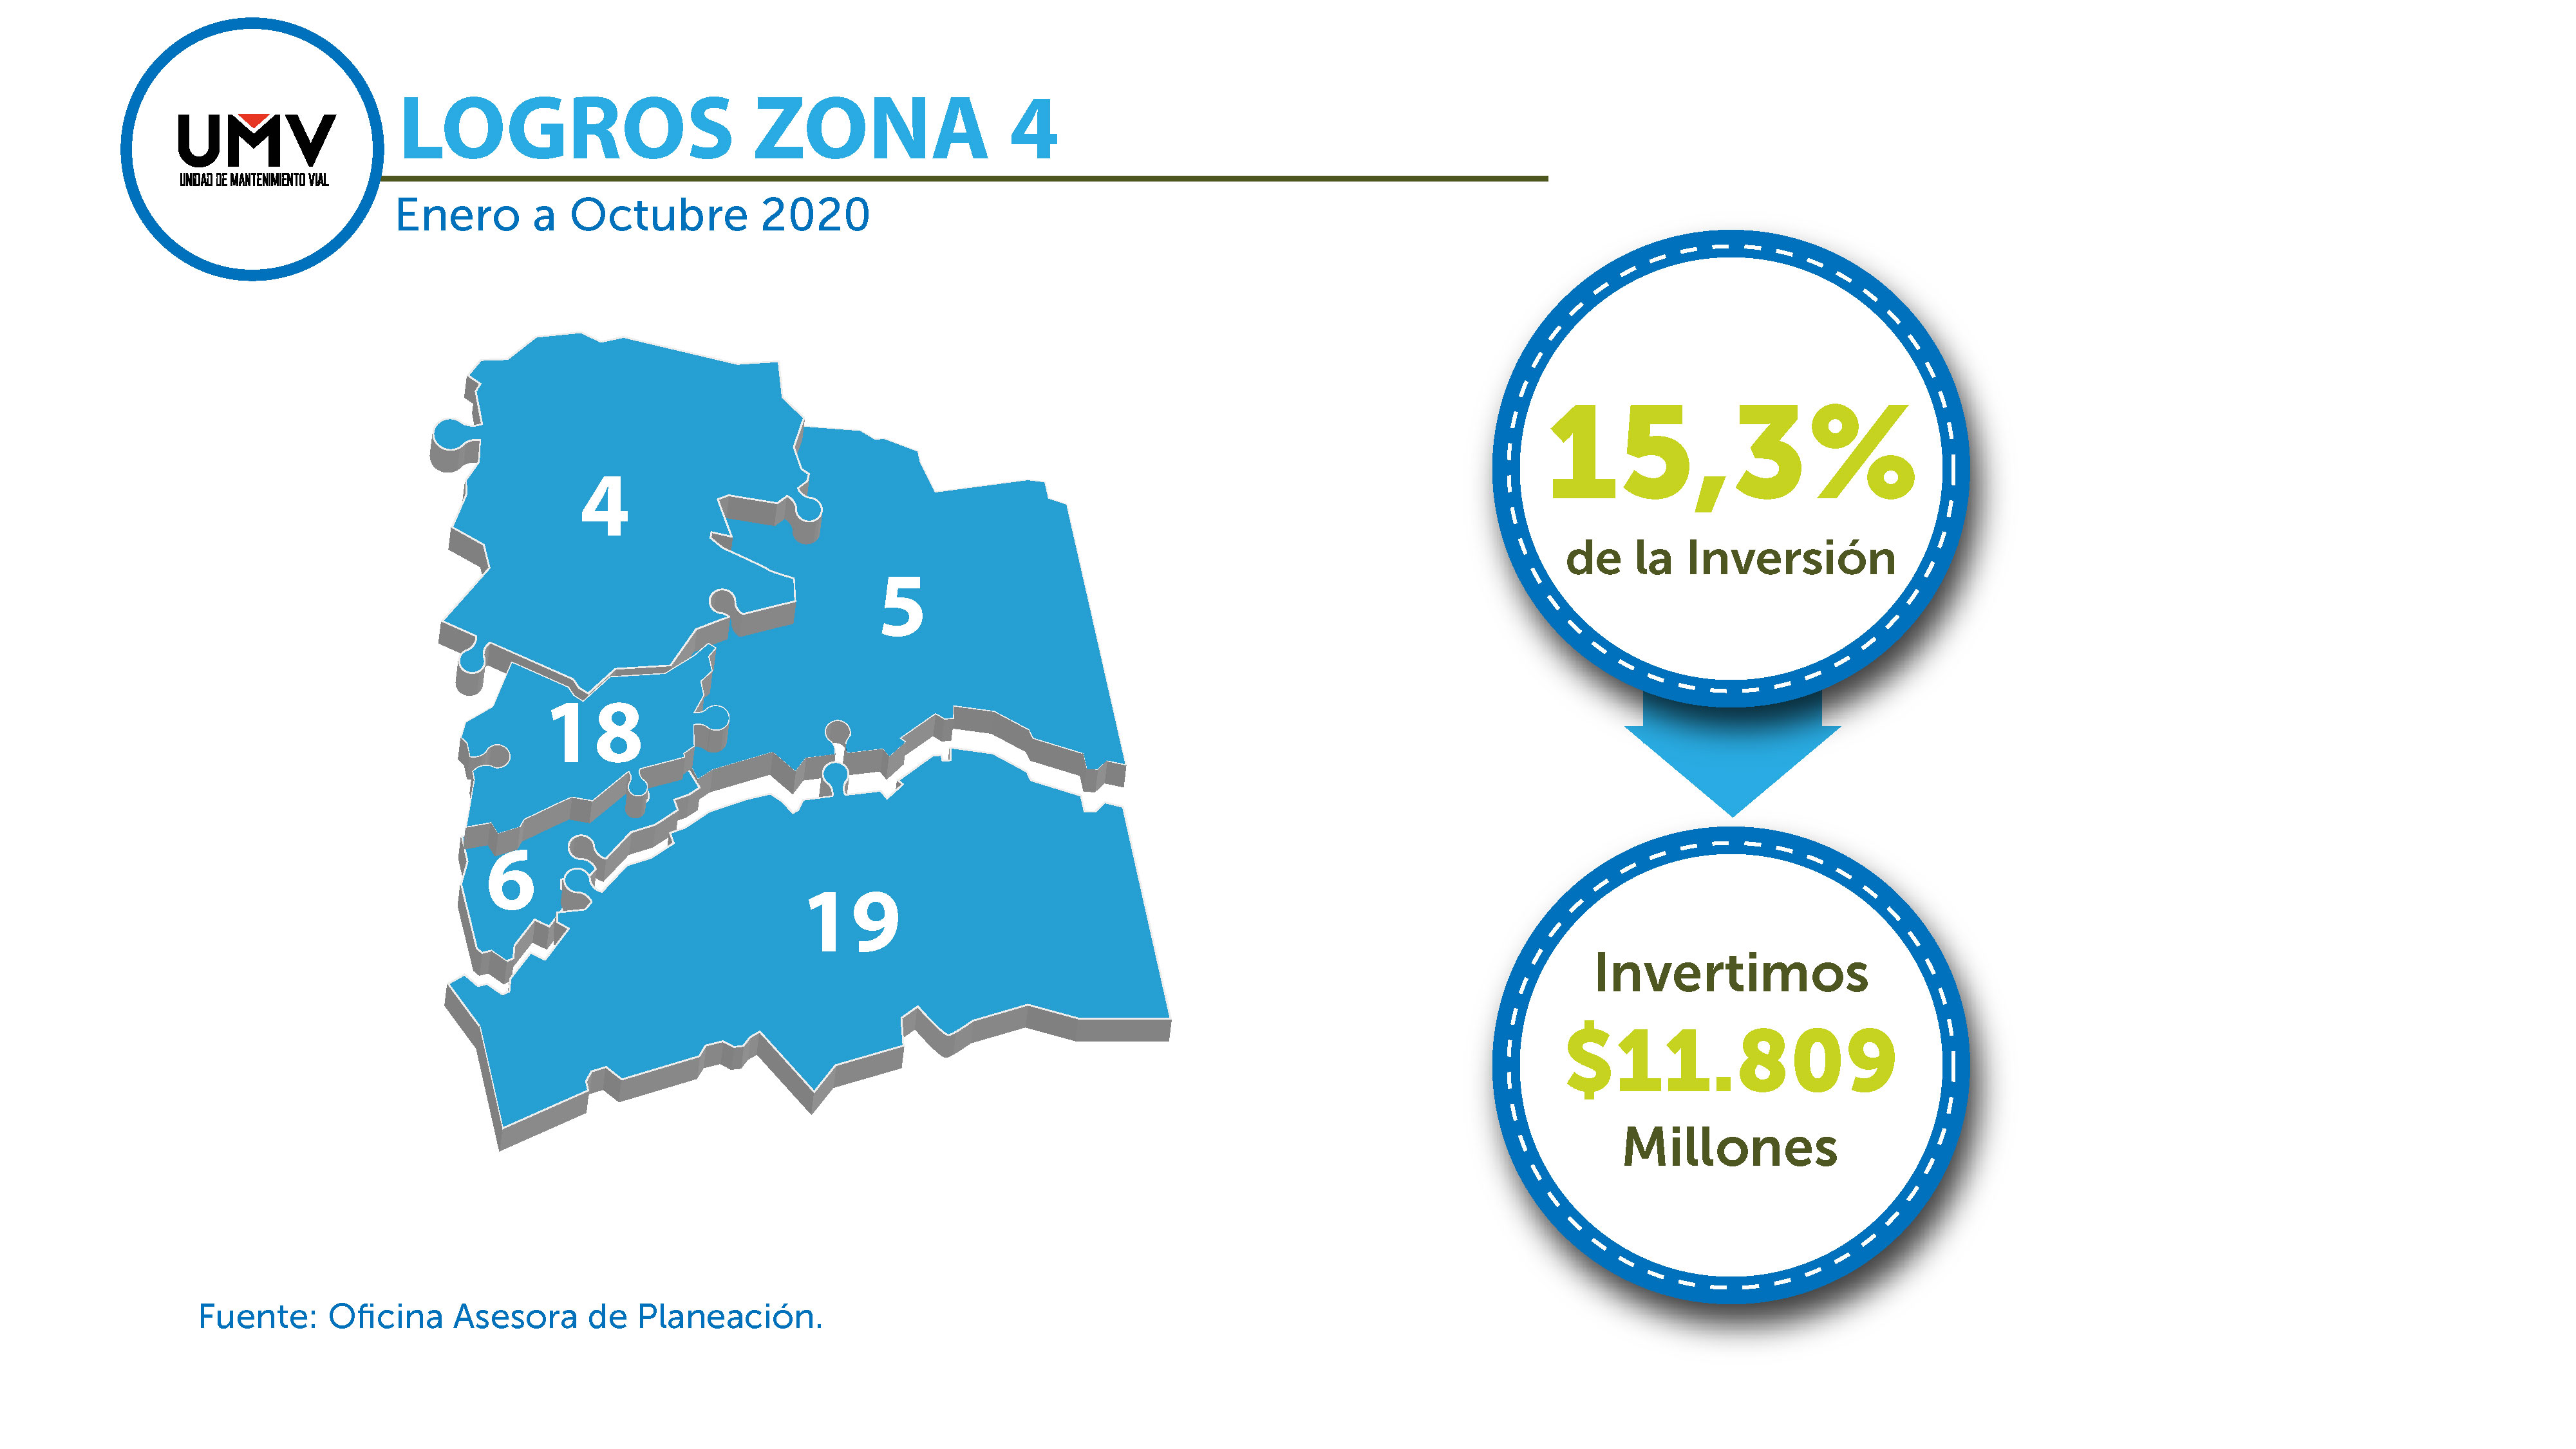 UMV
UNIDAD DE MANTENIMIENTO VIAL
LOGROS ZONA 4
Enero a Octubre 2020
4
5
18
6
19
15,3%
de la Inversión
Invertimos
$11.809
Millones
Fuente: Oficina Asesora de Planeación.